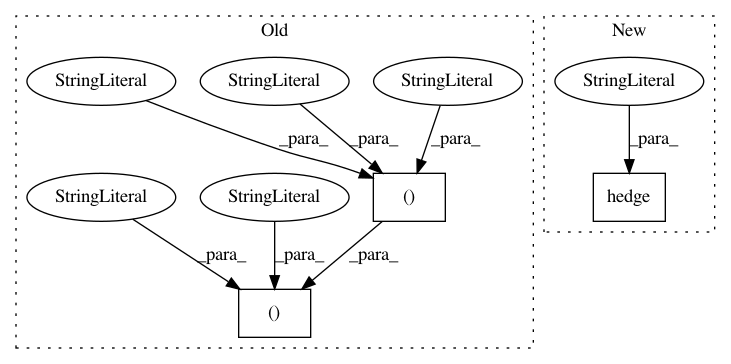 Old
New
StringLiteral
StringLiteral
StringLiteral
StringLiteral
_para_
_para_
_para_
_para_
StringLiteral
StringLiteral
()
hedge
_para_
_para_
_para_
()